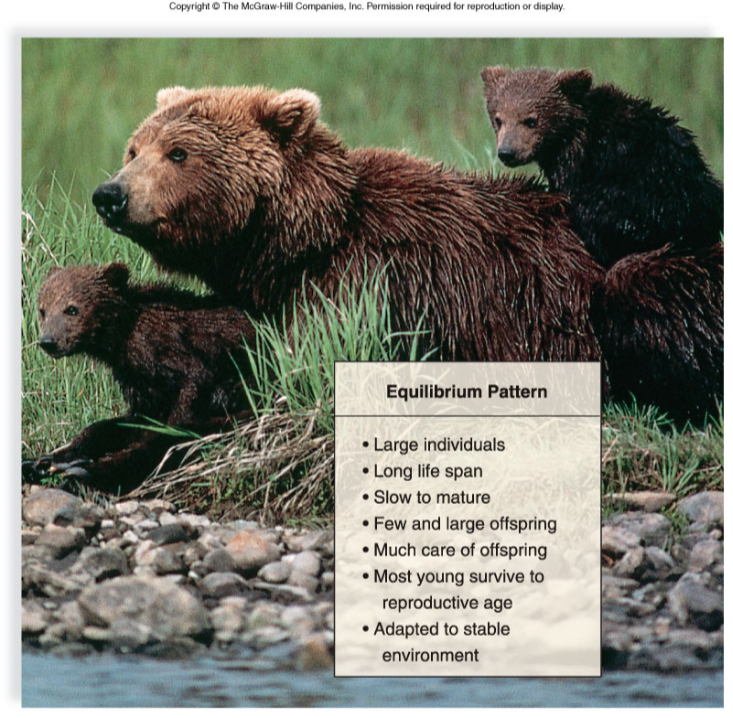 Copyright © The McGraw-Hill Companies, Inc. Permission required for reproduction or display.
Equilibrium Pattern
• Large individuals
• Long life span
• Slow to mature
• Few and large offspring
• Much care of offspring
• Most young survive to
reproductive age
• Adapted to stable
environment